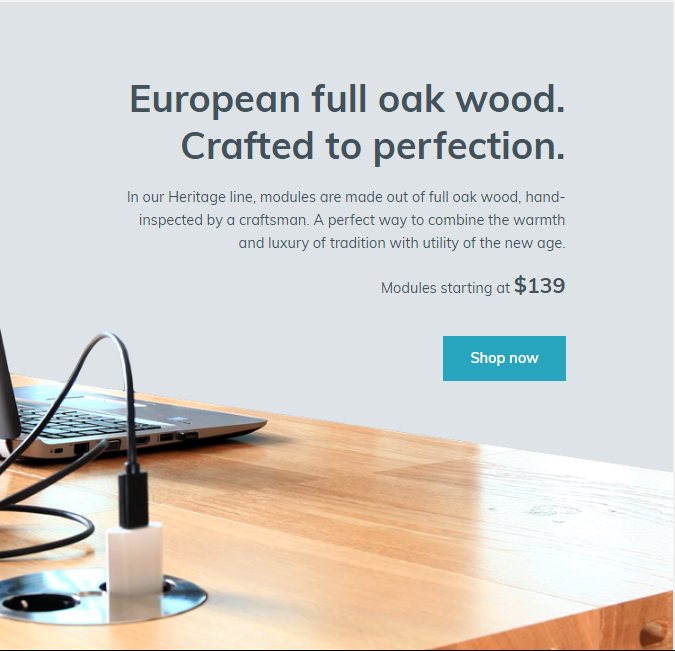 European full oak wood.
Crafted to perfection.
In our Heritage line, modules are made out of full oak wood, hand-
inspected by a craftsman. A perfect way to combine the warmth
and luxury of tradition with utility of the new age.
Modules starting at $139
Shop now